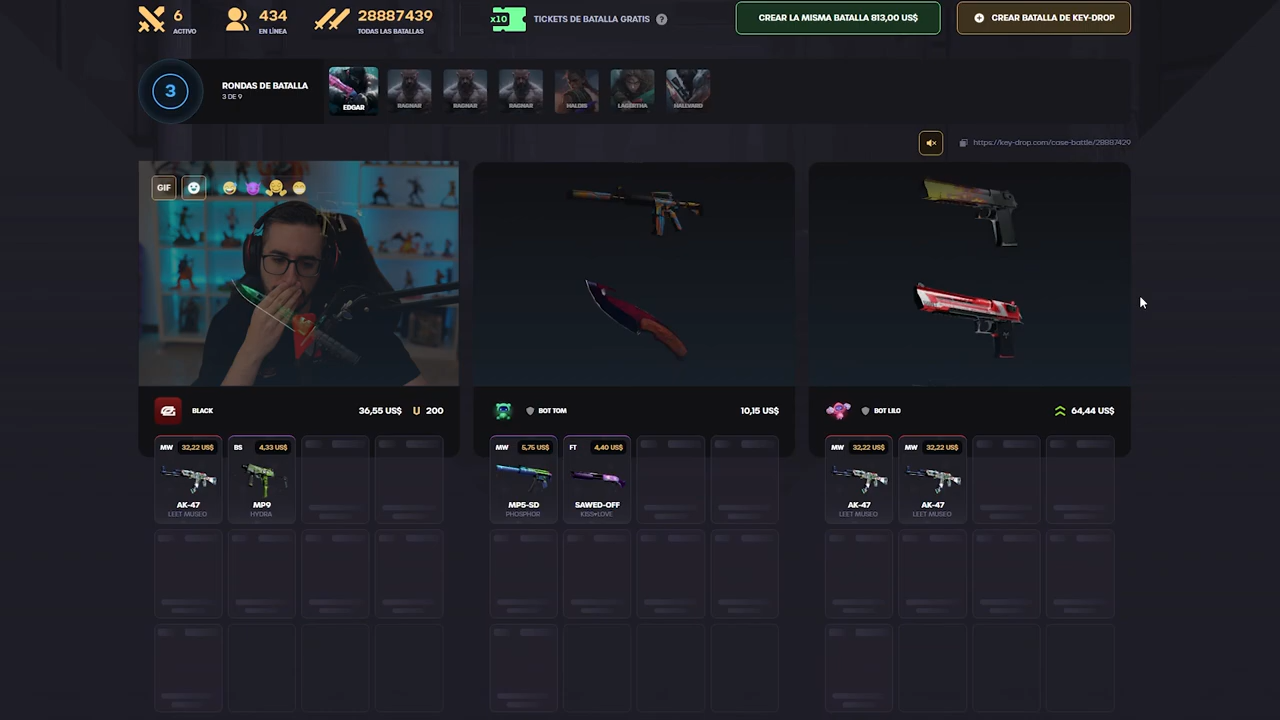 6
ACTIVO
434
EN LÍNEA
28887439
TODAS LAS BATALLAS
x10
TICKETS DE BATALLA GRATIS
?
CREAR LA MISMA BATALLA 813,00 US$
CREAR BATALLA DE KEY-DROP
3
RONDAS DE BATALLA
3 DE 9
EDGAR
RAGNAR
RAGNAR
RAGNAR
HALDIS
LAGERTHA
HALLVARD
https://key-drop.com/case-battle/28887429
GIF
BLACK
36,55 US$
200
BOT TOM
10,15 US$
BOT LILO
64,44 US$
MW 32,22 US$
AK-47
LEET MUSEO
BS 4,33 US$
MP9
HYDRA
MW 5,75 US$
MP5-SD
PHOSPHOR
FT 4,40 US$
SAWED-OFF
KISS♥LOVE
MW 32,22 US$
AK-47
LEET MUSEO
MW 32,22 US$
AK-47
LEET MUSEO